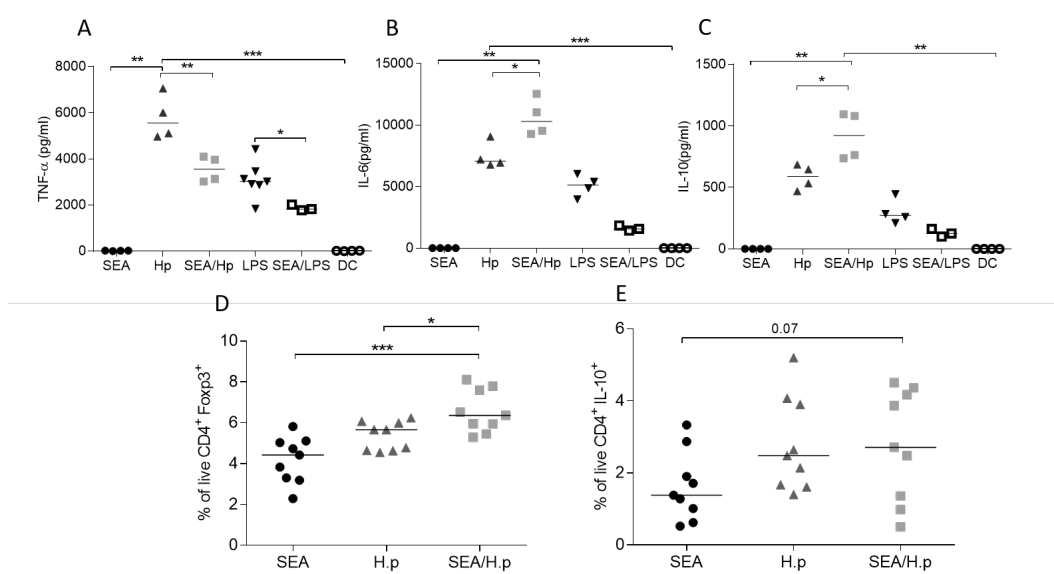 A
TNF-α (pg/ml)
8000
6000
4000
2000
0
**
***
**
*
SEA Hp SEA/Hp LPS SEA/LPS DC
B
IL-6(pg/ml)
15000
10000
5000
0
***
**
*
SEA Hp SEA/Hp LPS SEA/LPS DC
C
IL-10(pg/ml)
1500
1000
500
0
**
**
*
SEA Hp SEA/Hp LPS SEA/LPS DC
D
% of live CD4⁺ Foxp3⁺
10
8
6
4
2
0
*
***
SEA H.p SEA/H.p
E
% of live CD4⁺ IL-10⁺
6
4
2
0
0.07
SEA H.p SEA/H.p